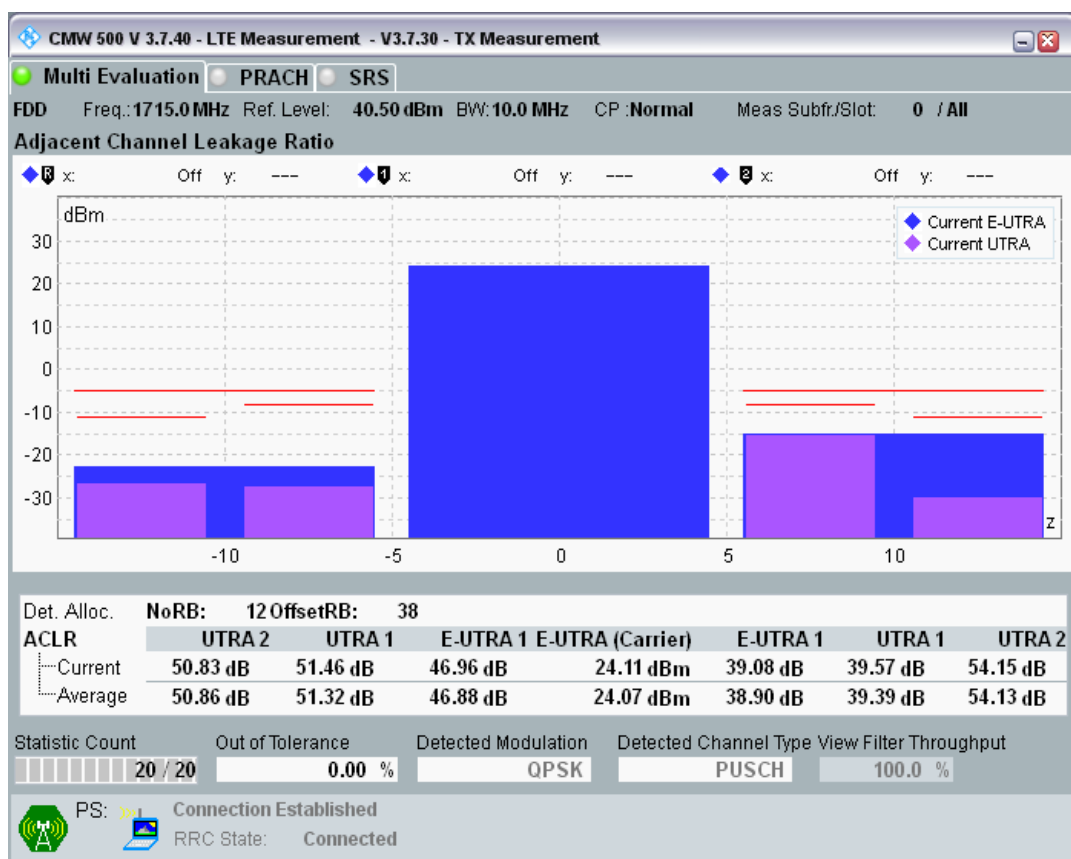 CMW 500 V 3.7.40 - LTE Measurement - V3.7.30 - TX Measurement
Multi Evaluation PRACH SRS
FDD Freq.: 1715.0 MHz Ref. Level: 40.50 dBm BW: 10.0 MHz CP : Normal Meas Subfr./Slot: 0 / All
Adjacent Channel Leakage Ratio
R x: Off y: --- 1 x: Off y: --- 2 x: Off y: ---
dBm
Current E-UTRA
Current UTRA
30
20
10
0
-10
-20
-30
z
-10 -5 0 5 10
Det. Alloc. NoRB: 12 OffsetRB: 38
ACLR UTRA 2 UTRA 1 E-UTRA 1 E-UTRA (Carrier) E-UTRA 1 UTRA 1 UTRA 2
Current 50.83 dB 51.46 dB 46.96 dB 24.11 dBm 39.08 dB 39.57 dB 54.15 dB
Average 50.86 dB 51.32 dB 46.88 dB 24.07 dBm 38.90 dB 39.39 dB 54.13 dB
Statistic Count Out of Tolerance Detected Modulation Detected Channel Type View Filter Throughput
20 / 20 0.00 % QPSK PUSCH 100.0 %
PS: Connection Established
RRC State: Connected